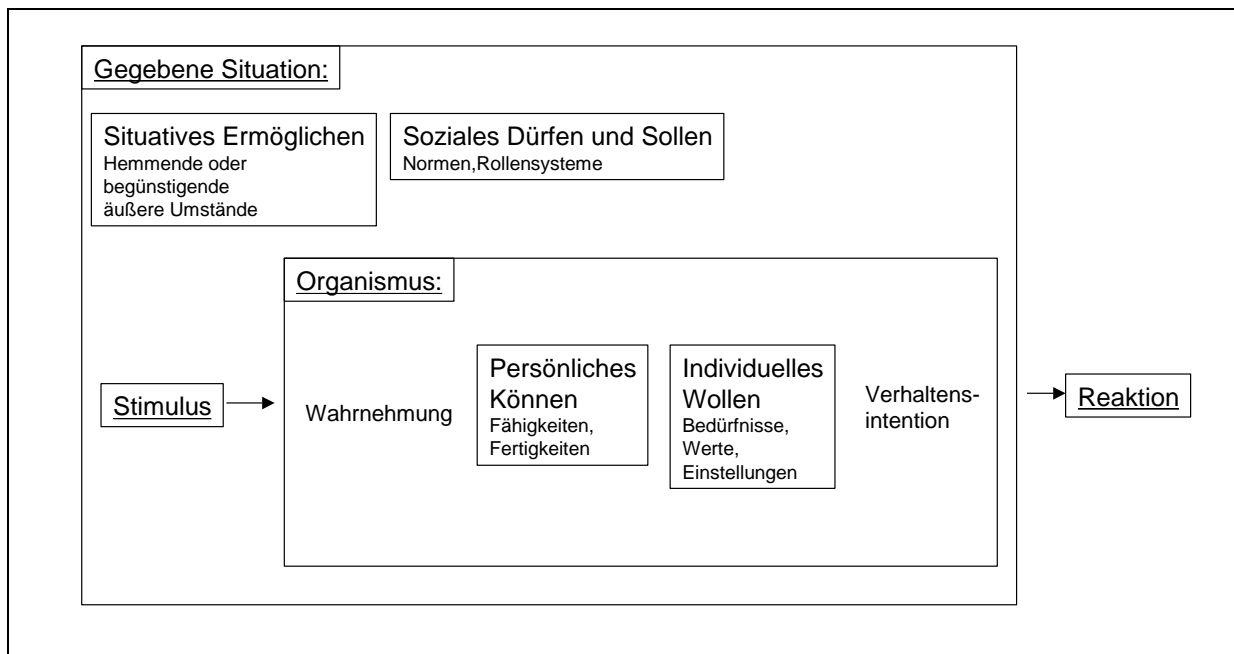 Gegebene Situation:
Situatives Ermöglichen
Hemmende oder
begünstigende
äußere Umstände
Soziales Dürfen und Sollen
Normen,Rollensysteme
Organismus:
Stimulus
Wahrnehmung
Persönliches
Können
Fähigkeiten,
Fertigkeiten
Individuelles
Wollen
Bedürfnisse,
Werte,
Einstellungen
Verhaltens-
intention
Reaktion